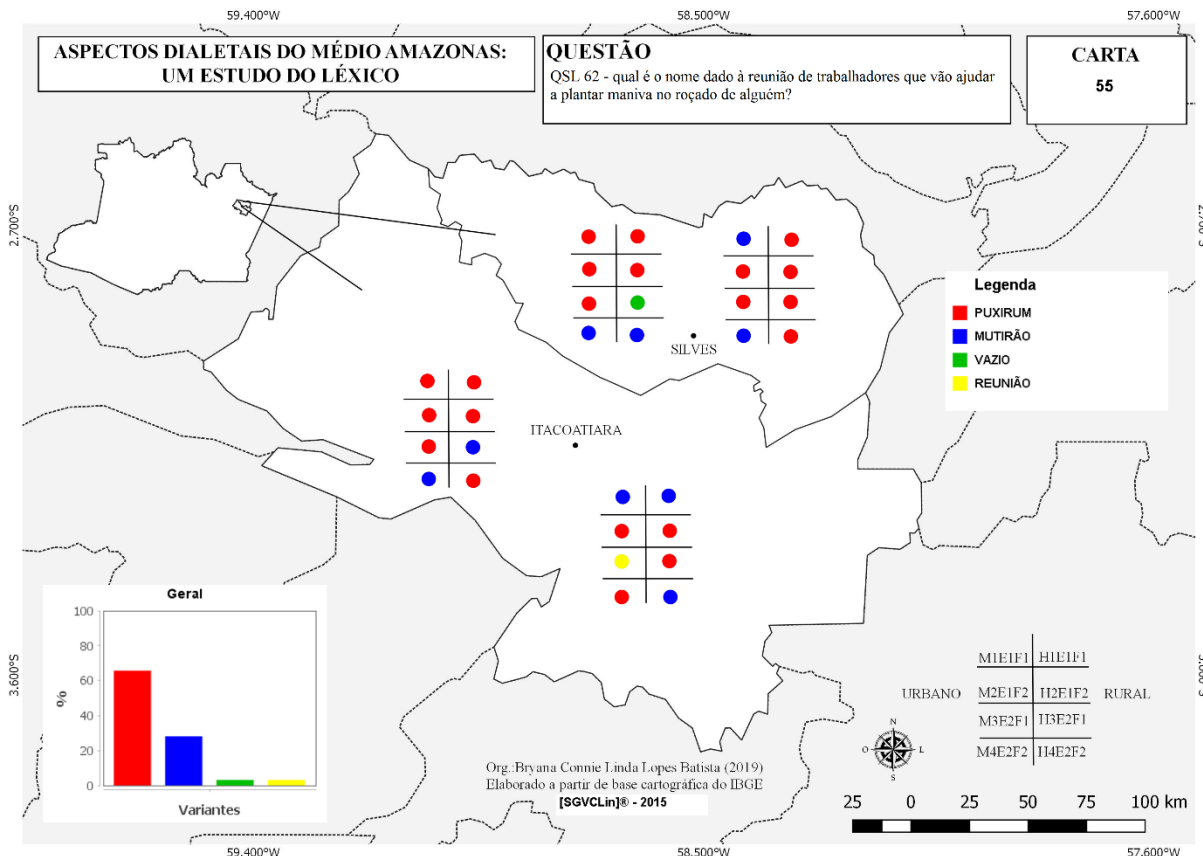 59.400°W
58.500°W
57.600°W
ASPECTOS DIALETAIS DO MÉDIO AMAZONAS:
UM ESTUDO DO LÉXICO
QUESTÃO
QSL 62 - qual é o nome dado à reunião de trabalhadores que vão ajudar
a plantar maniva no roçado de alguém?
CARTA
55
2.700°S
2.700°S
Legenda
PUXIRUM
MUTIRÃO
VAZIO
REUNIÃO
SILVES
ITACOATIARA
Geral
100
80
60
40
20
0
%
Variantes
3.600°S
3.600°S
M1E1F1 H1E1F1
URBANO M2E1F2 H2E1F2 RURAL
M3E2F1 H3E2F1
M4E2F2 H4E2F2
N
O L
S
Org.:Bryana Connie Linda Lopes Batista (2019)
Elaborado a partir de base cartográfica do IBGE
[SGVCLin]® - 2015
25 0 25 50 75 100 km
59.400°W
58.500°W
57.600°W